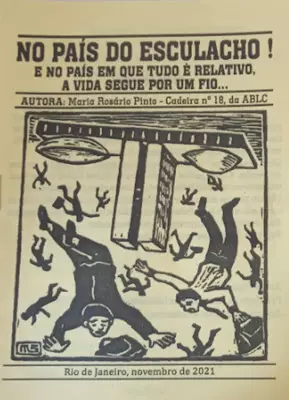 NO PAÍS DO ESCULACHO !
E NO PAÍS EM QUE TUDO É RELATIVO,
A VIDA SEGUE POR UM FIO...
AUTORA: Maria Rosário Pinto - Cadeira nº 18, da ABLC
MLS
Rio de Janeiro, novembro de 2021